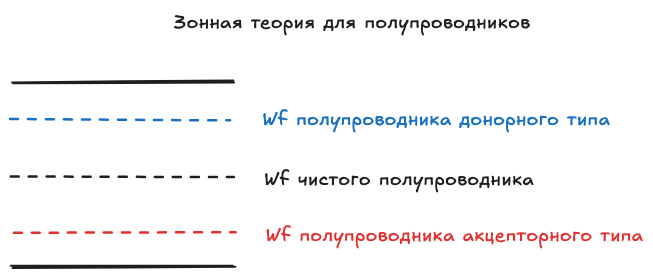 Зонная теория для полупроводников
Wf полупроводника донорного типа
Wf чистого полупроводника
Wf полупроводника акцепторного типа